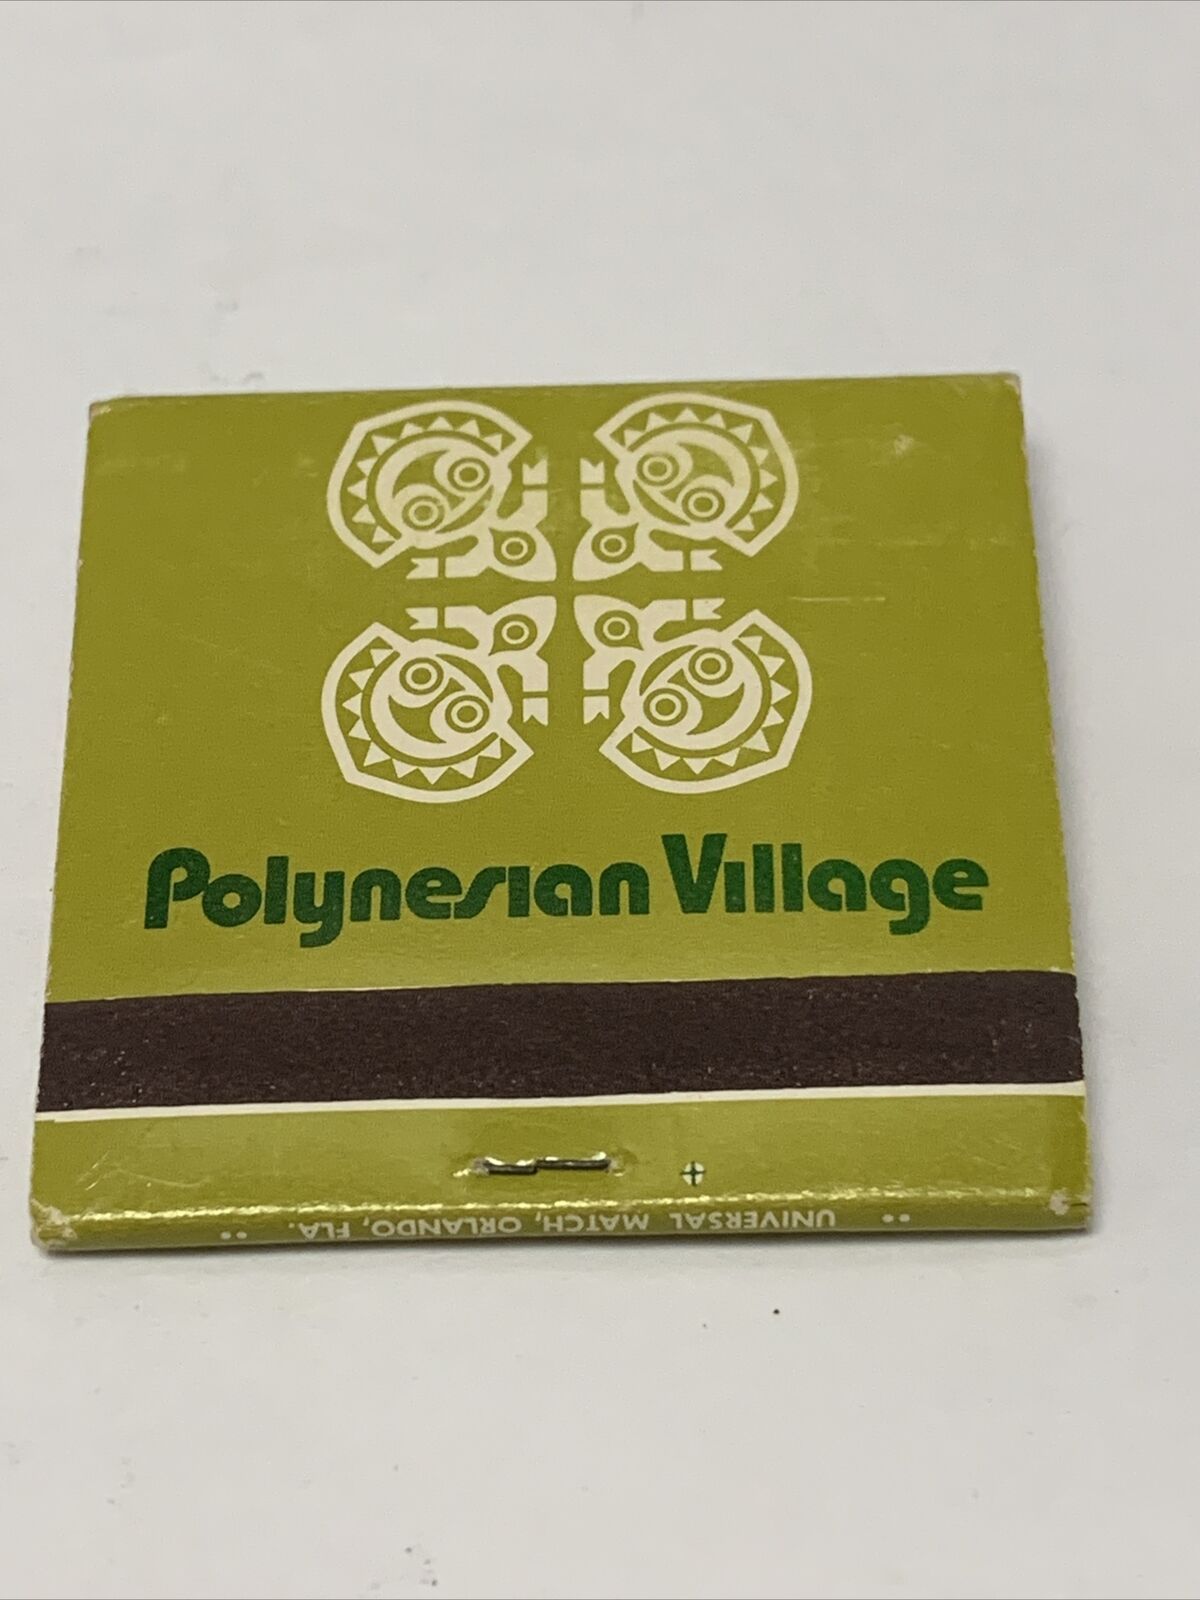 Polynesian Village
UNIVERSAL MATCH, ORLANDO, FLA.